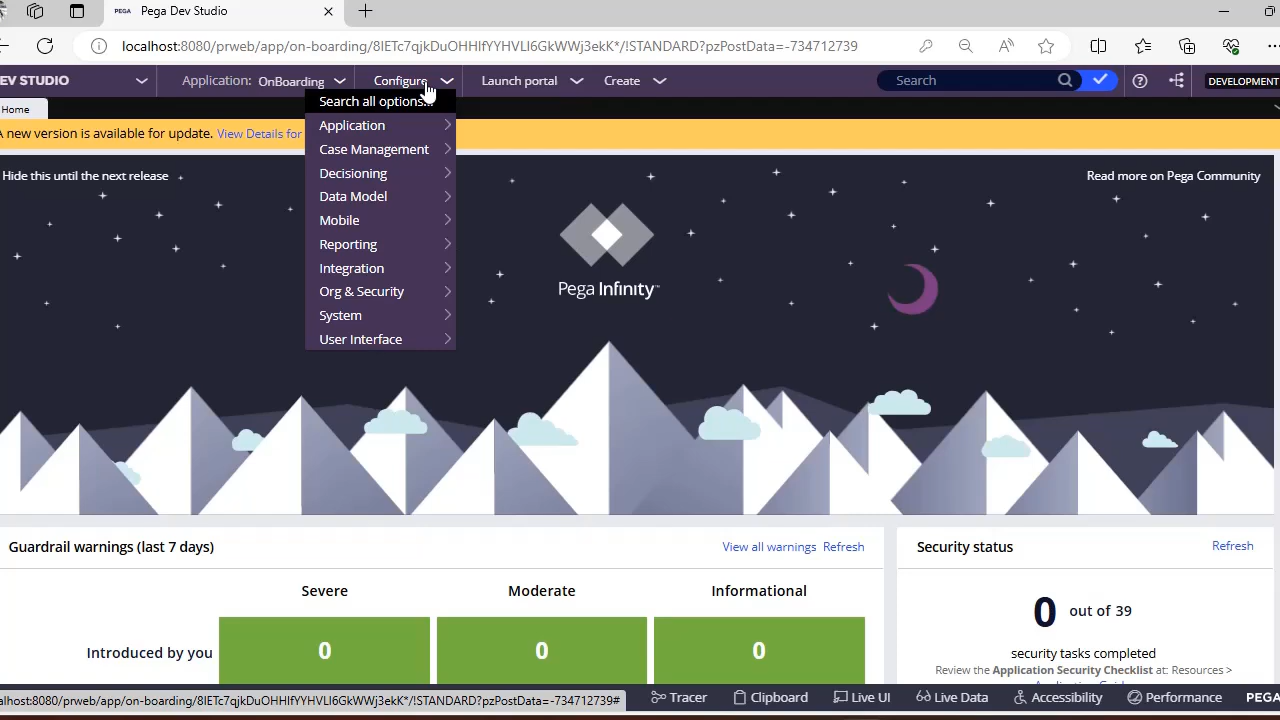 PEGA Pega Dev Studio
localhost:8080/prweb/app/on-boarding/8IETc7qjkDuOHHIfYYHVLI6GkWWj3ekK*/!STANDARD?pzPostData=-734712739
EV STUDIO Application: OnBoarding Configure Launch portal Create Search DEVELOPMENT
Home
A new version is available for update. View Details for
Search all options...
Application
Case Management
Decisioning
Data Model
Mobile
Reporting
Integration
Org & Security
System
User Interface
Hide this until the next release
Read more on Pega Community
Pega Infinity™
Guardrail warnings (last 7 days) View all warnings Refresh
Severe Moderate Informational
Introduced by you 0 0 0
Security status Refresh
0 out of 39
security tasks completed
Review the Application Security Checklist at: Resources >
alhost:8080/prweb/app/on-boarding/8IETc7qjkDuOHHIfYYHVLI6GkWWj3ekK*/!STANDARD?pzPostData=-734712739#
Tracer Clipboard Live UI Live Data Accessibility Performance PEGA